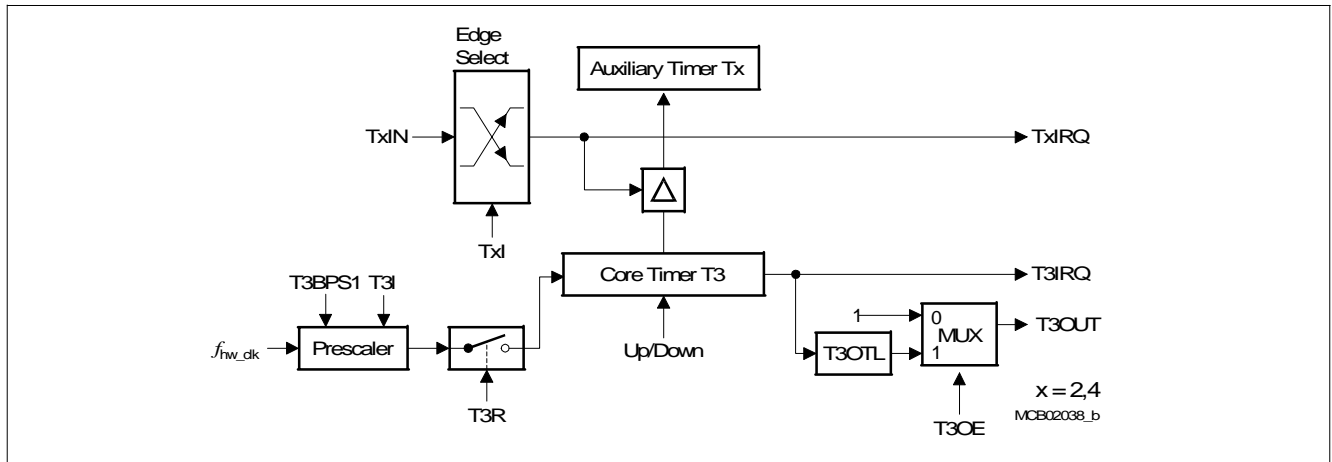 Edge
Select
Auxiliary Timer Tx
TxIN
TxIRQ
TxI
Core Timer T3
T3IRQ
T3BPS1 T3I
fhw_clk
Prescaler
T3R
Up/Down
1
0
MUX
1
T3OUT
T3OTL
T3OE
x = 2,4
MCB02038_b